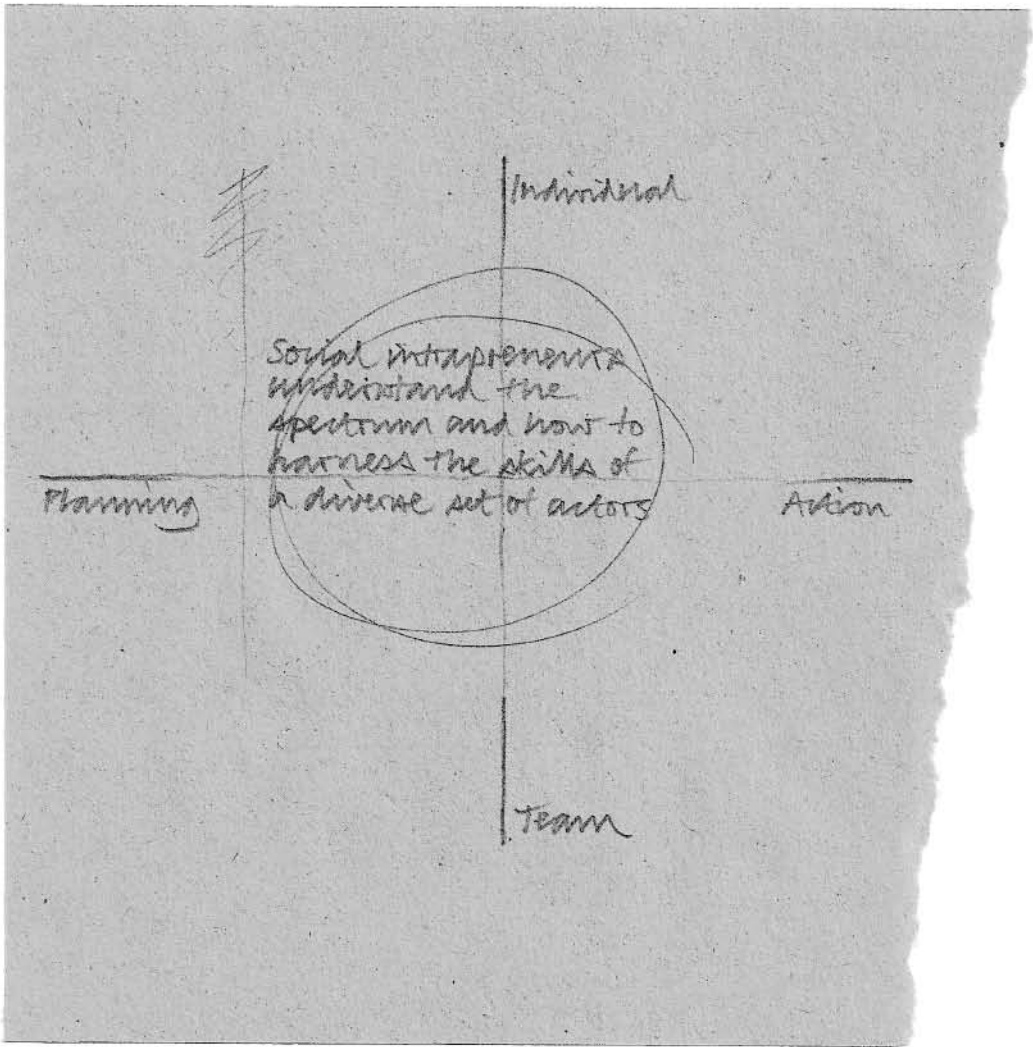 Individual
Social intrapreneurs
understand the
spectrum and how to
harness the skills of
a diverse set of actors
Planning
Action
Team